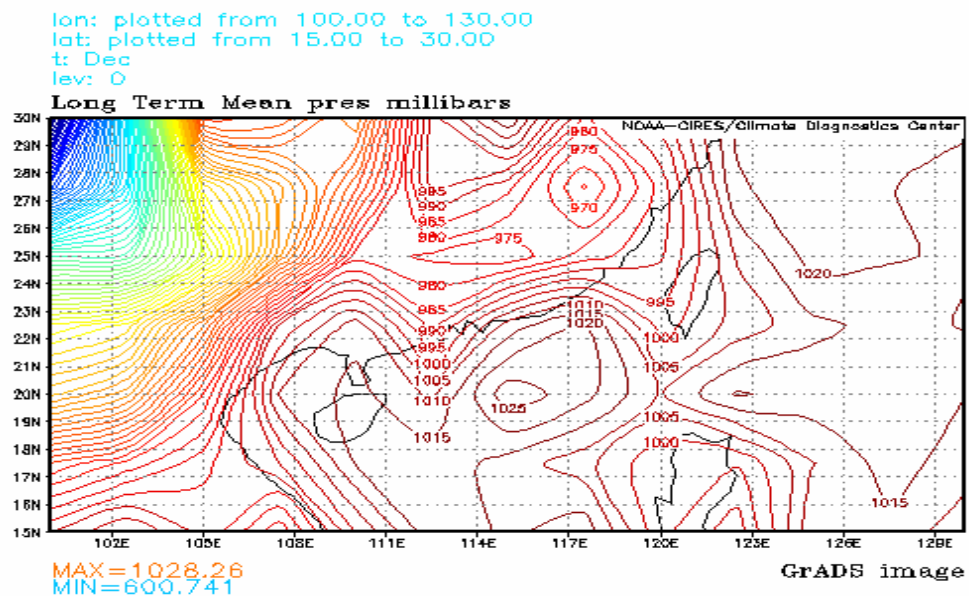 lon: plotted from 100.00 to 130.00
lat: plotted from 15.00 to 30.00
t: Dec
lev: 0
Long Term Mean pres millibars
NOAA-CIRES/Climate Diagnostics Center
30N
29N
28N
27N
26N
25N
24N
23N
22N
21N
20N
19N
18N
17N
16N
15N
980
975
970
995
990
985
980
975
980
985
990
995
1000
1005
1010
1015
1010
1015
1020
1025
995
1000
1005
1005
1000
1020
1015
102E
105E
108E
111E
114E
117E
120E
123E
126E
129E
MAX=1028.26
MIN=600.741
GrADS image